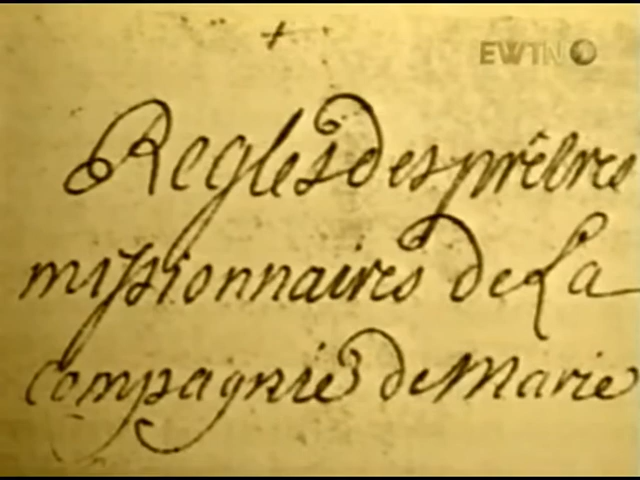 EWTN
Regles des prêtres
missionnaires de La
compagnie de Marie